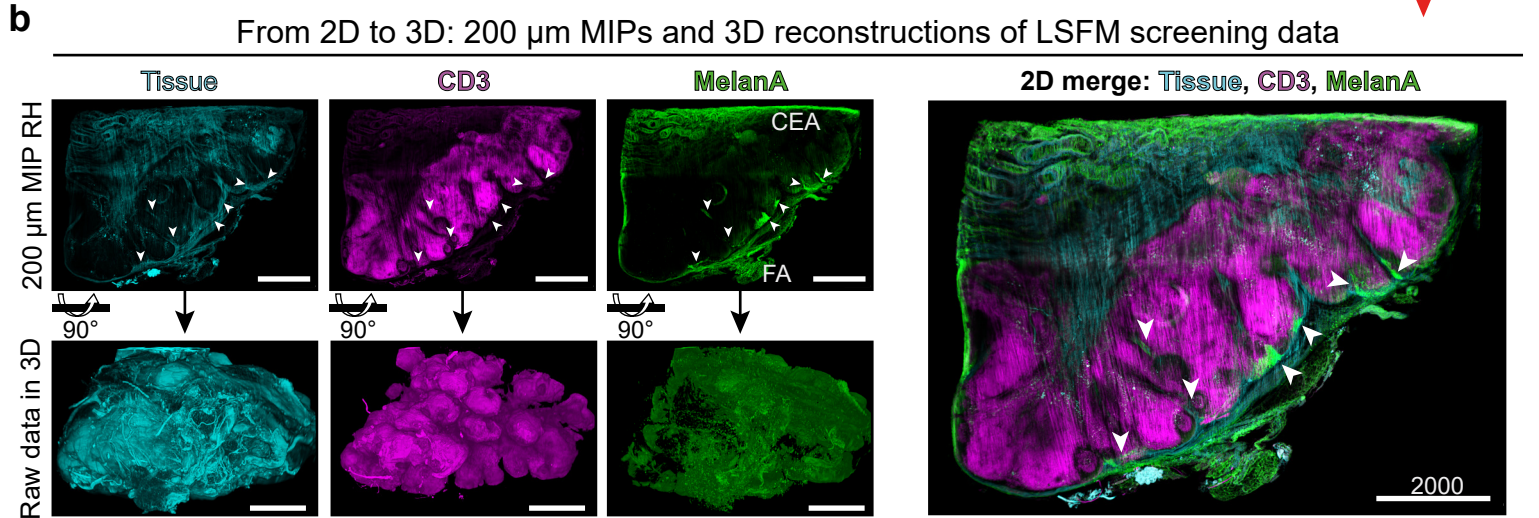 b
From 2D to 3D: 200 µm MIPs and 3D reconstructions of LSFM screening data
Tissue
CD3
MelanA
2D merge: Tissue, CD3, MelanA
200 µm MIP RH
CEA
FA
90°
90°
90°
Raw data in 3D
2000